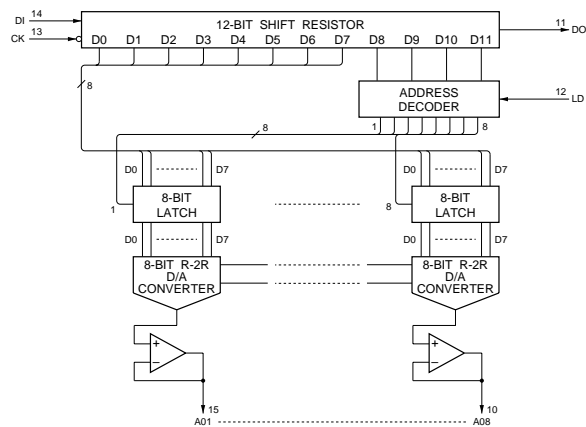 DI 14
12-BIT SHIFT RESISTOR
11 DO
CK 13
D0 D1 D2 D3 D4 D5 D6 D7 D8 D9 D10 D11
8
ADDRESS
DECODER
12 LD
8
1 8
D0 D7 D0 D7
8-BIT
LATCH
1
8-BIT
LATCH
8
D0 D7 D0 D7
8-BIT R-2R
D/A
CONVERTER
8-BIT R-2R
D/A
CONVERTER
+
−
+
−
15 10
A01 A08